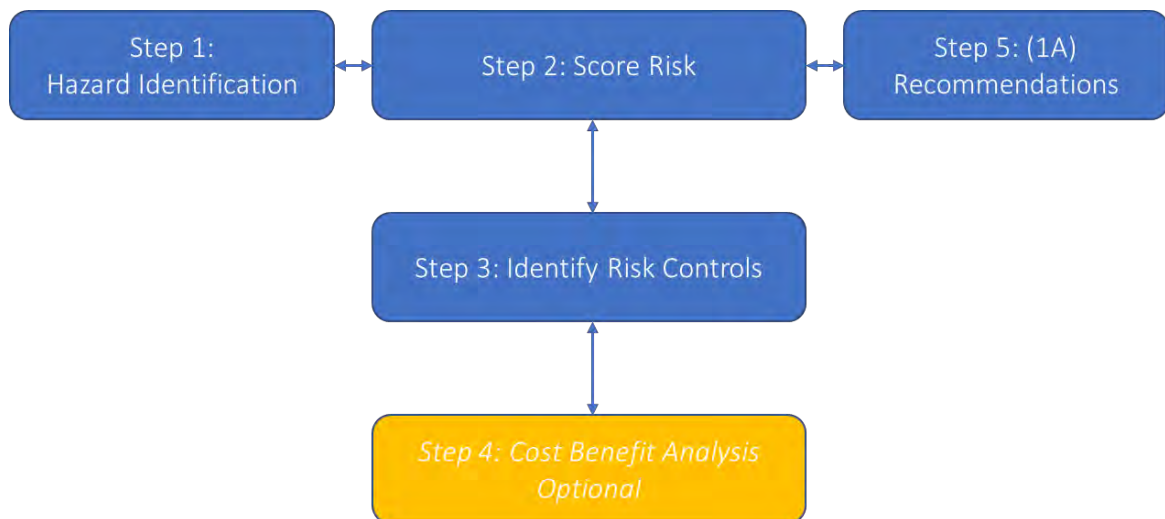 Step 1:
Hazard Identification
Step 2: Score Risk
Step 5: (1A)
Recommendations
Step 3: Identify Risk Controls
Step 4: Cost Benefit Analysis
Optional